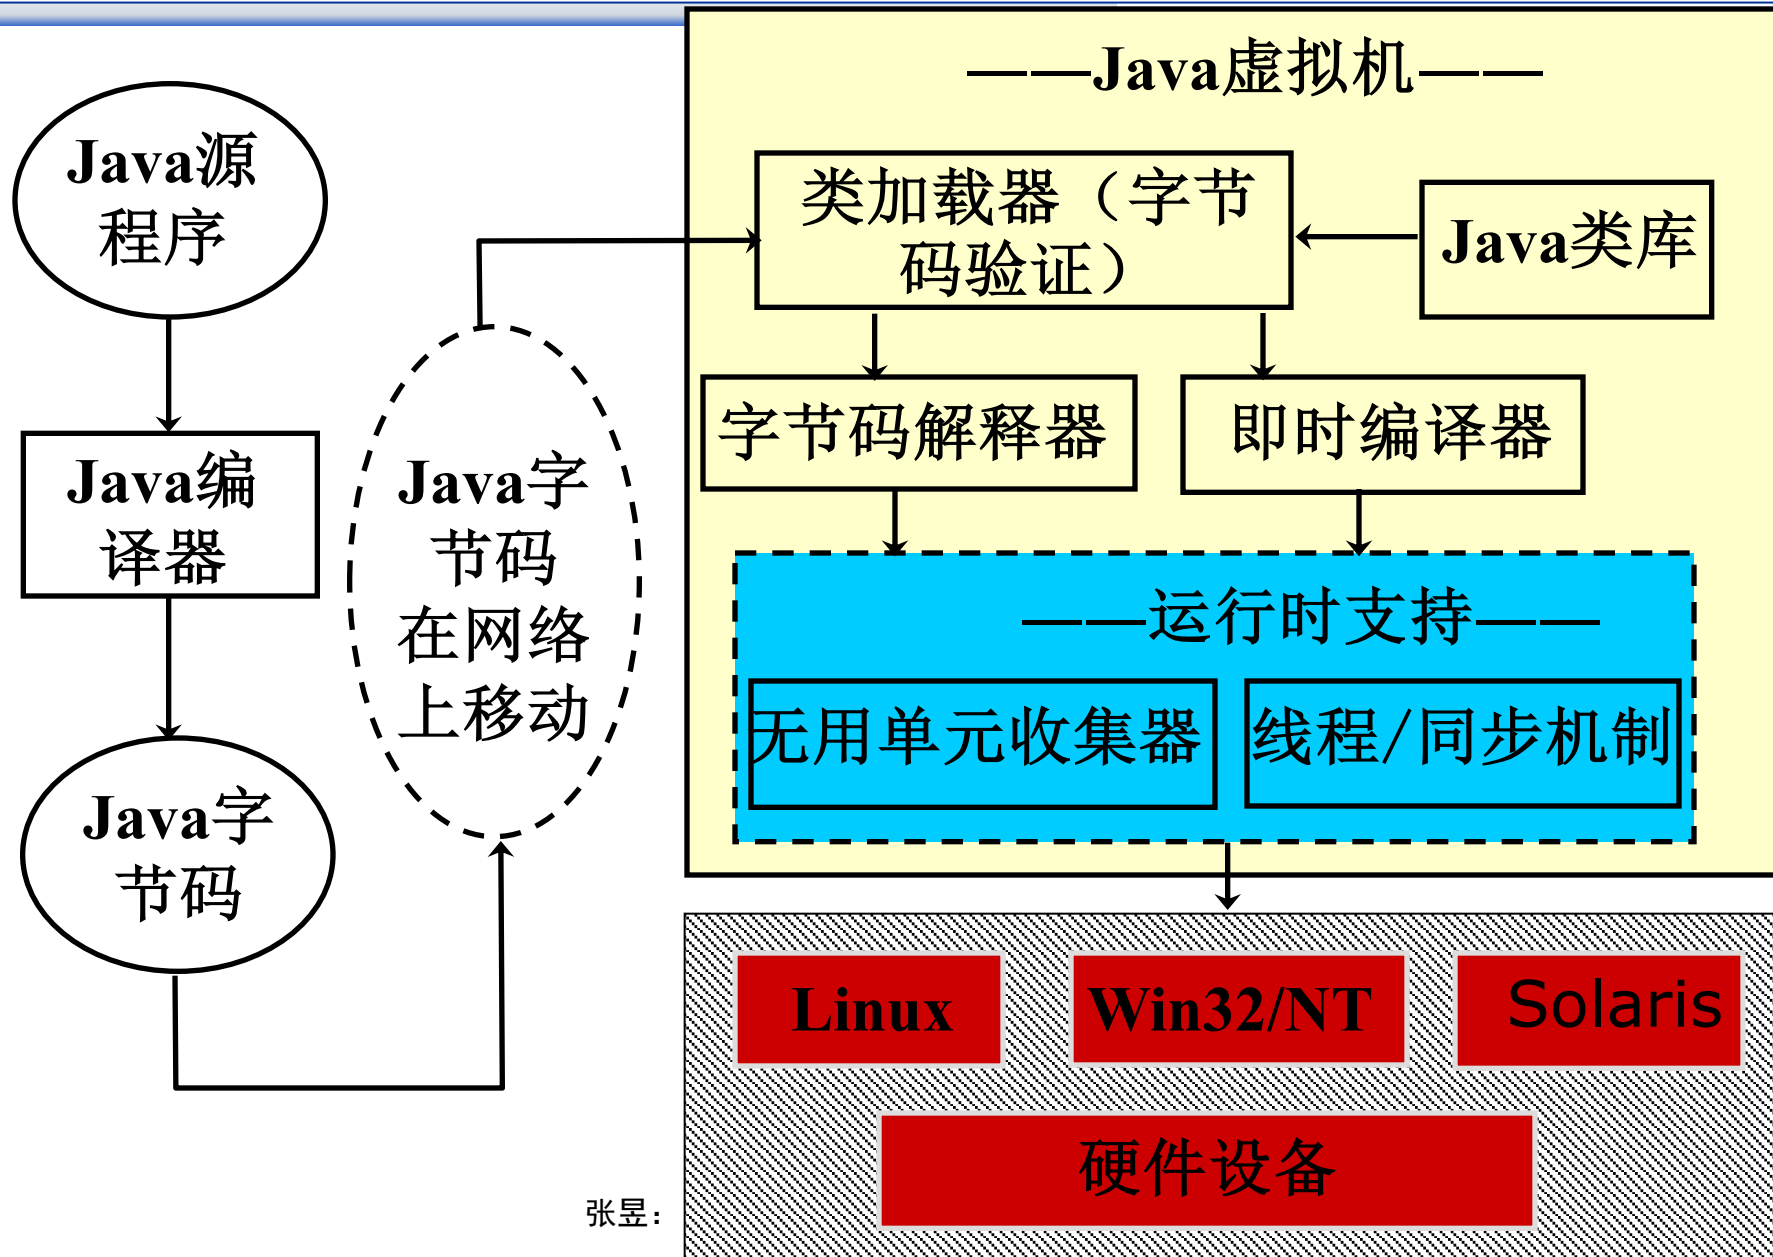 Java源
程序
Java编
译器
Java字
节码
Java字
节码
在网络
上移动
——Java虚拟机——
类加载器（字节
码验证）
Java类库
字节码解释器
即时编译器
——运行时支持——
无用单元收集器
线程/同步机制
Linux
Win32/NT
Solaris
硬件设备
张昱：